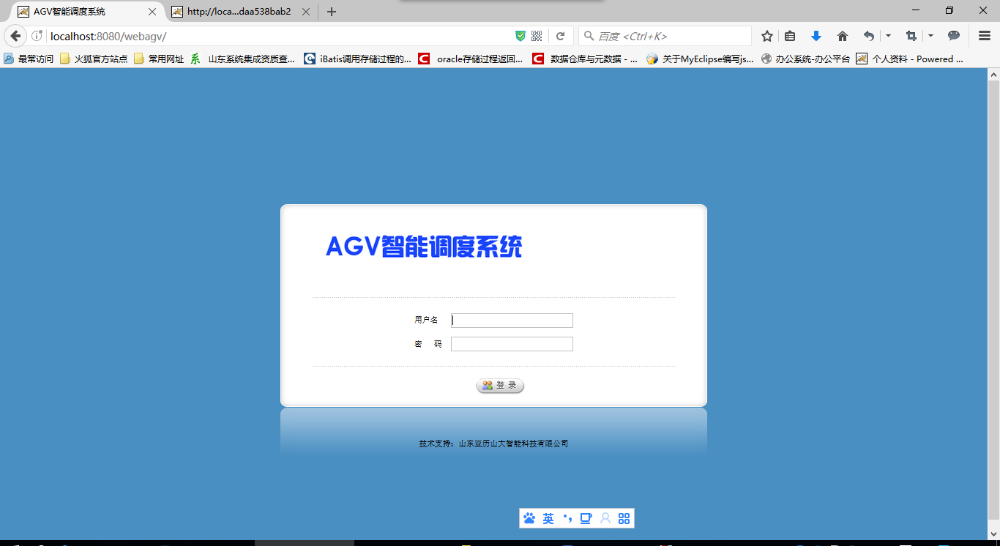 AGV智能调度系统
http://loca...daa538bab2
localhost:8080/webagv/
百度 <Ctrl+K>
最常访问 火狐官方站点 常用网址 山东系统集成资质查... iBatis调用存储过程的... oracle存储过程返回... 数据仓库与元数据 - ... 关于MyEclipse编写js... 办公系统-办公平台 个人资料 - Powered ...
AGV智能调度系统
用户名
密 码
登 录
技术支持：山东亚历山大智能科技有限公司
英